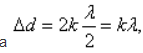 a Δd = 2k λ/2 = kλ,